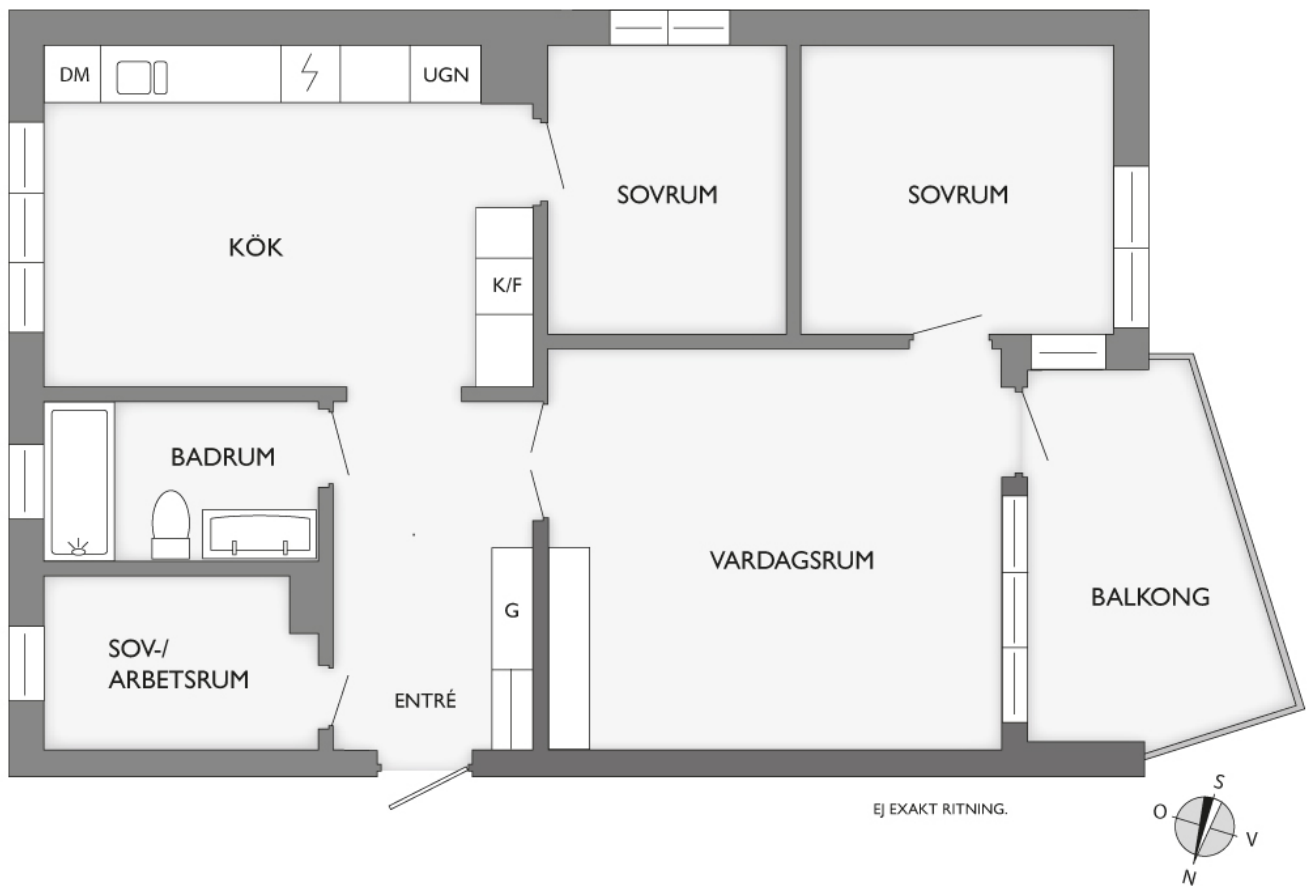 DM
UGN
SOVRUM
SOVRUM
KÖK
K/F
BADRUM
VARDAGSRUM
BALKONG
G
SOV-/
ARBETSRUM
ENTRÉ
EJ EXAKT RITNING.
S
O
V
N